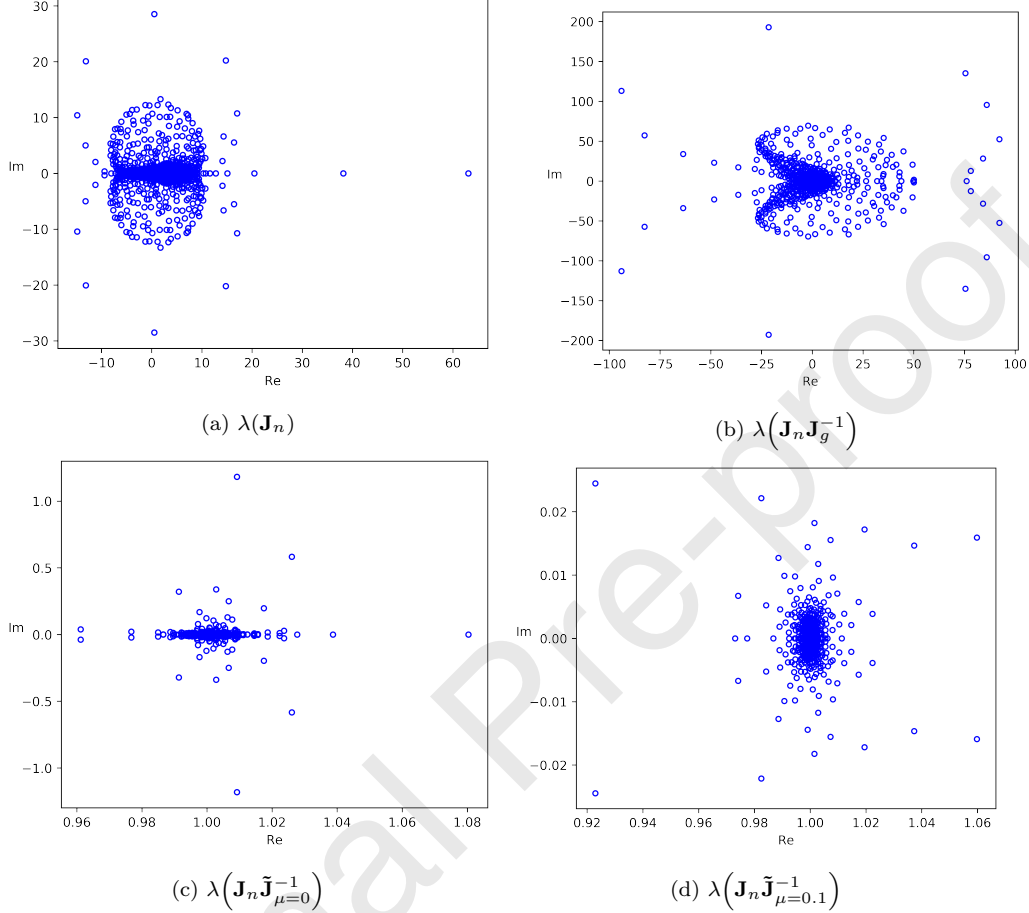 30
20
10
0
−10
−20
−30
Im
−10 0 10 20 30 40 50 60
Re
(a) λ(J_n)
200
150
100
50
0
−50
−100
−150
−200
Im
−100 −75 −50 −25 0 25 50 75 100
Re
(b) λ(J_n J_g^{-1})
1.0
0.5
0.0
−0.5
−1.0
Im
0.96 0.98 1.00 1.02 1.04 1.06 1.08
Re
(c) λ(J_n J̃_{μ=0}^{-1})
0.02
0.01
0.00
−0.01
−0.02
Im
0.92 0.94 0.96 0.98 1.00 1.02 1.04 1.06
Re
(d) λ(J_n J̃_{μ=0.1}^{-1})
nal Pre-proof